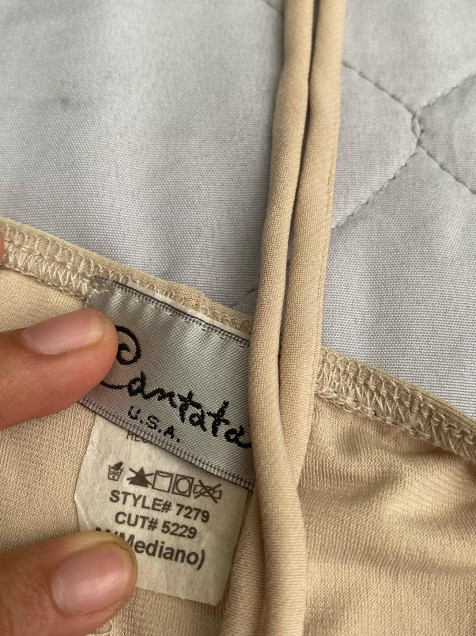 Cantata
U.S.A.
STYLE# 7279
CUT# 5229
(Mediano)